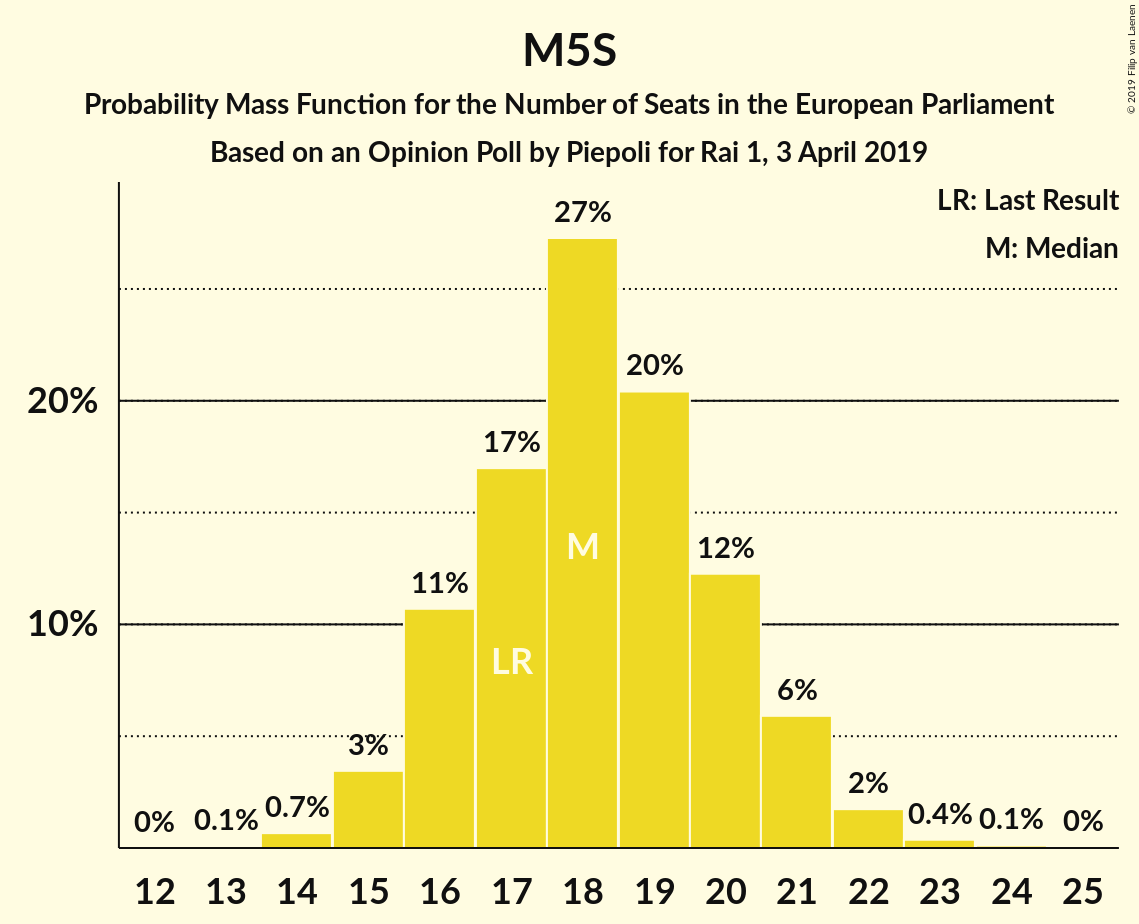 M5S
Probability Mass Function for the Number of Seats in the European Parliament
Based on an Opinion Poll by Piepoli for Rai 1, 3 April 2019
© 2019 Filip van Laenen
LR: Last Result
M: Median
20%
10%
0%
0.1%
0.7%
3%
11%
17%
27%
20%
12%
6%
2%
0.4%
0.1%
0%
LR
M
12 13 14 15 16 17 18 19 20 21 22 23 24 25